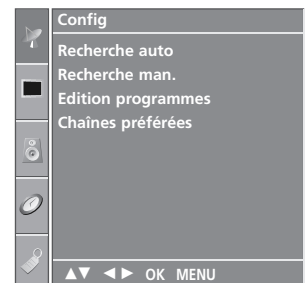 Config
Recherche auto
Recherche man.
Edition programmes
Chaînes préférées
▲▼ ◄► OK MENU